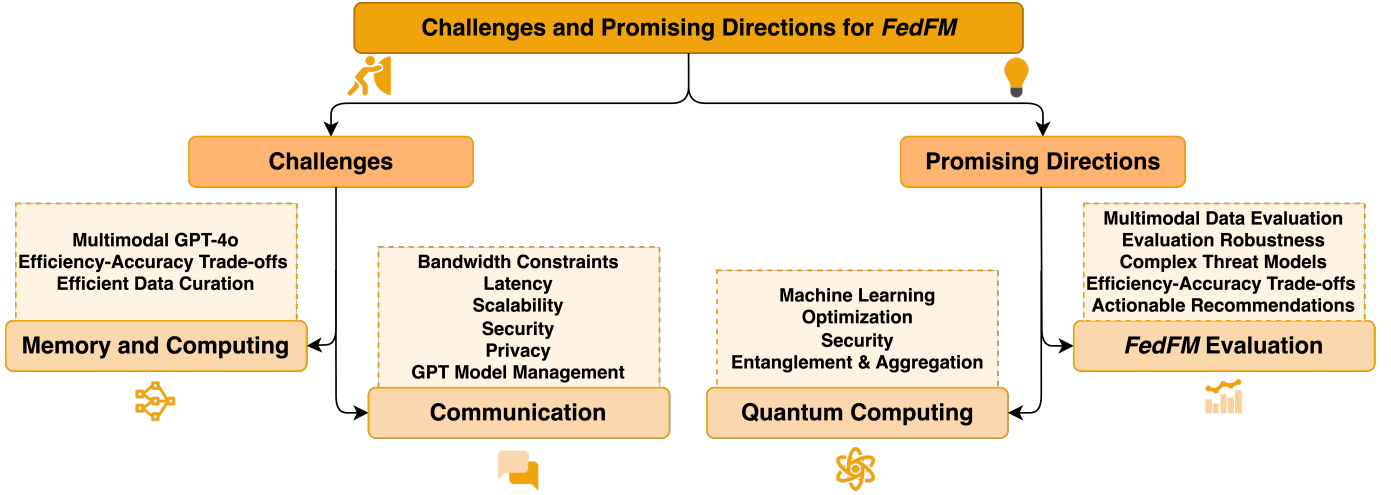 Challenges and Promising Directions for FedFM
Challenges
Promising Directions
Multimodal GPT-4o
Efficiency-Accuracy Trade-offs
Efficient Data Curation
Memory and Computing
Bandwidth Constraints
Latency
Scalability
Security
Privacy
GPT Model Management
Communication
Machine Learning
Optimization
Security
Entanglement & Aggregation
Quantum Computing
Multimodal Data Evaluation
Evaluation Robustness
Complex Threat Models
Efficiency-Accuracy Trade-offs
Actionable Recommendations
FedFM Evaluation